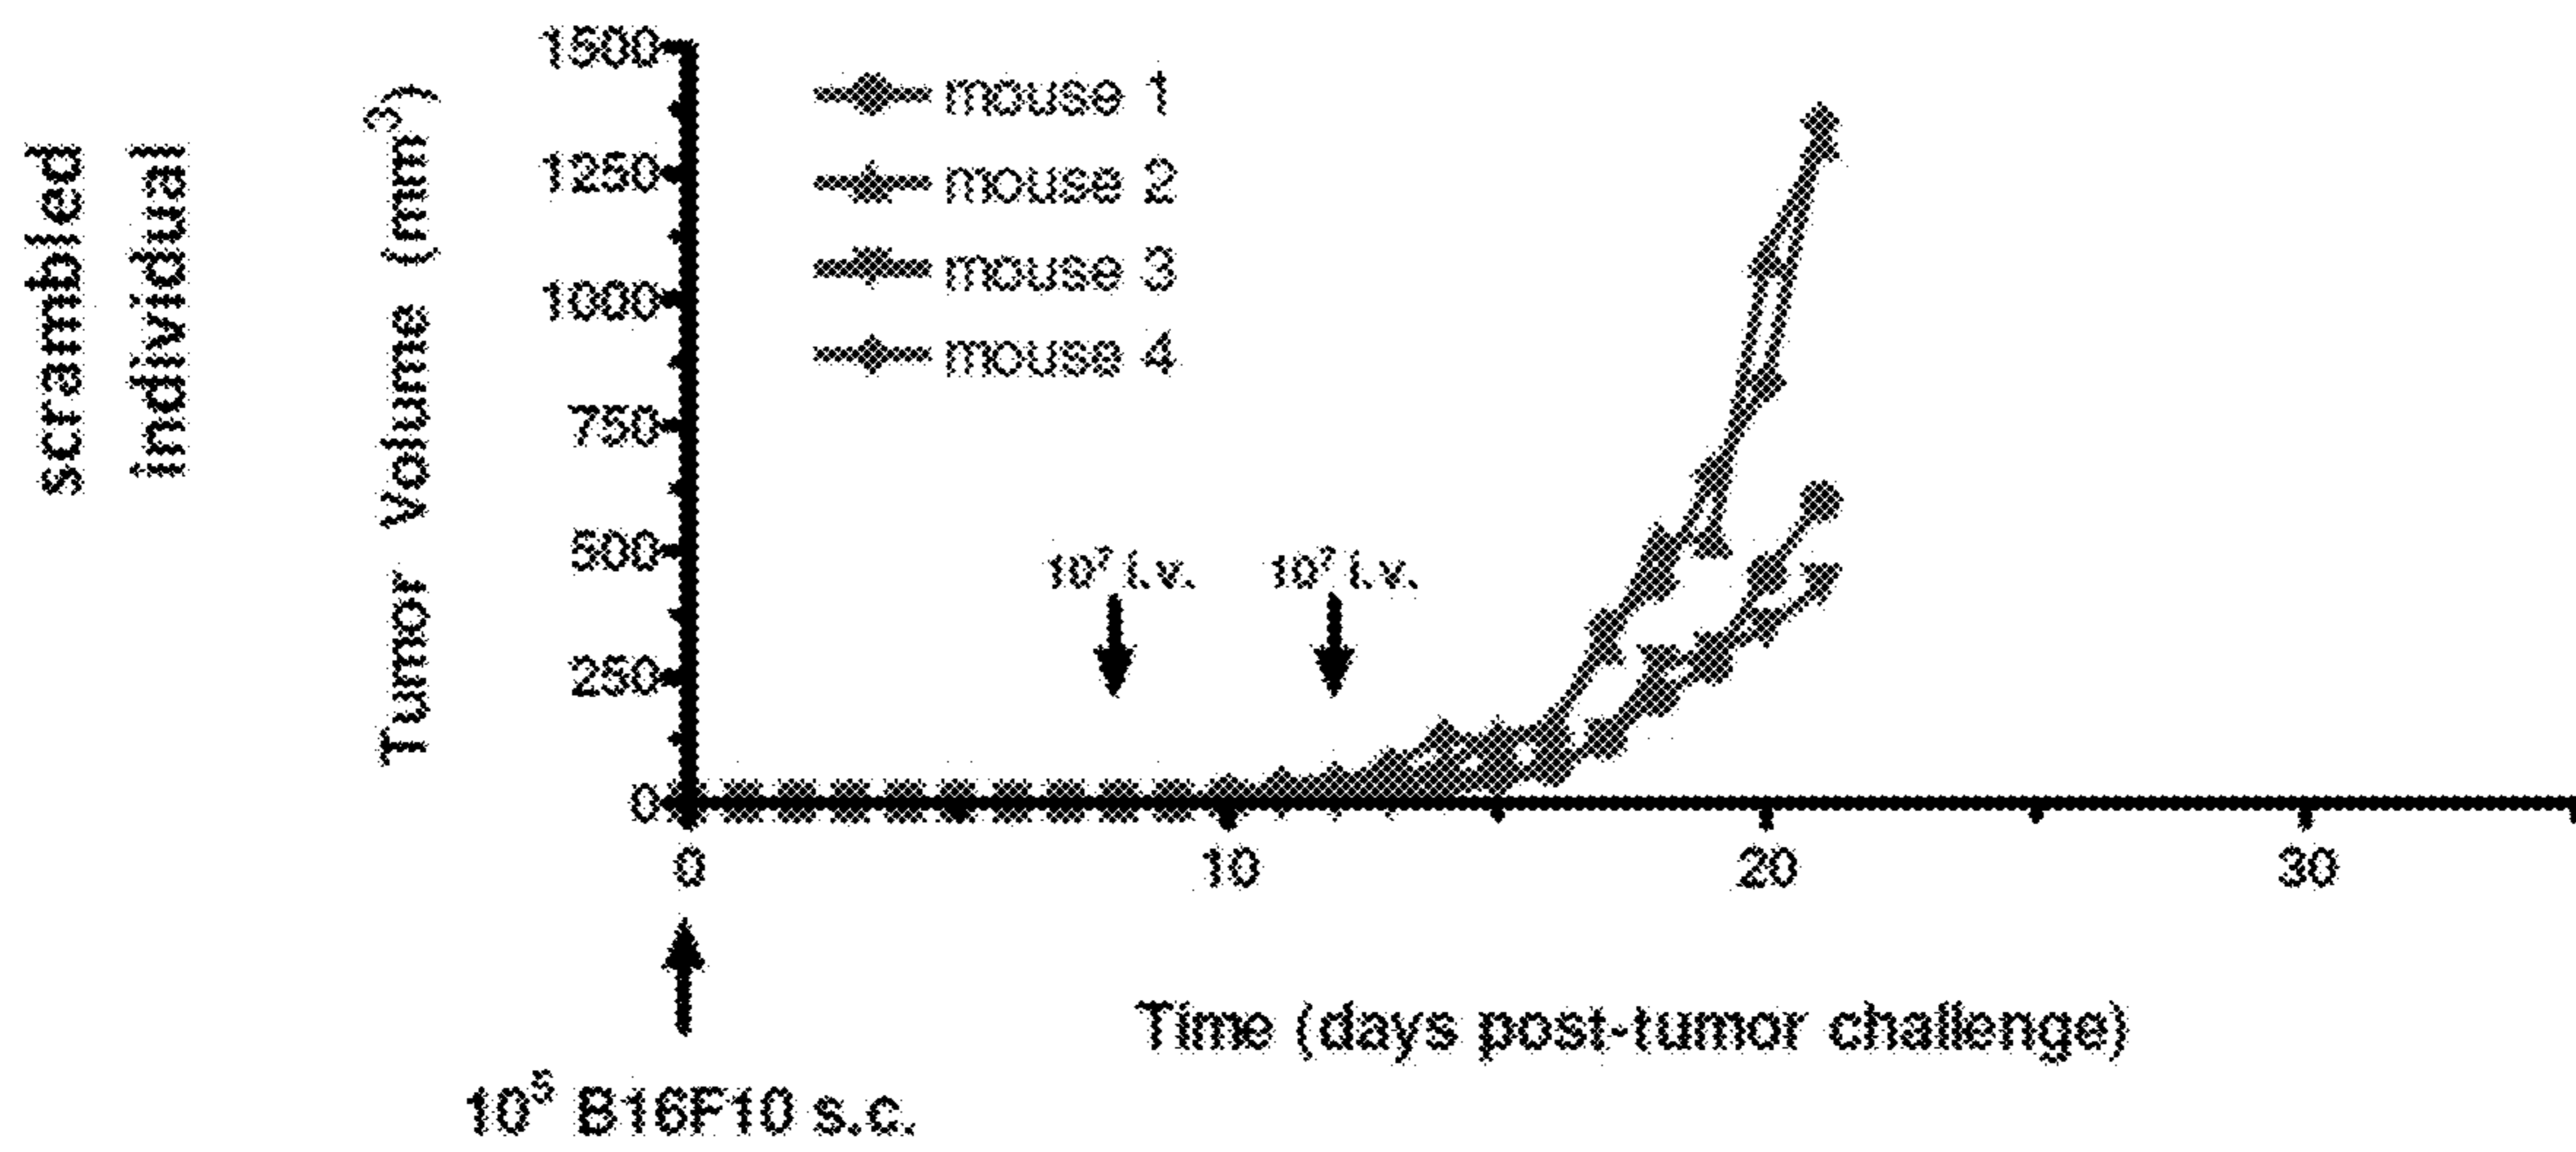 scrambled
individual
Tumor Volume (mm³)
1500
1250
1000
750
500
250
0
mouse 1
mouse 2
mouse 3
mouse 4
10⁷ i.v.
10⁷ i.v.
0
10
20
30
Time (days post-tumor challenge)
10⁵ B16F10 s.c.